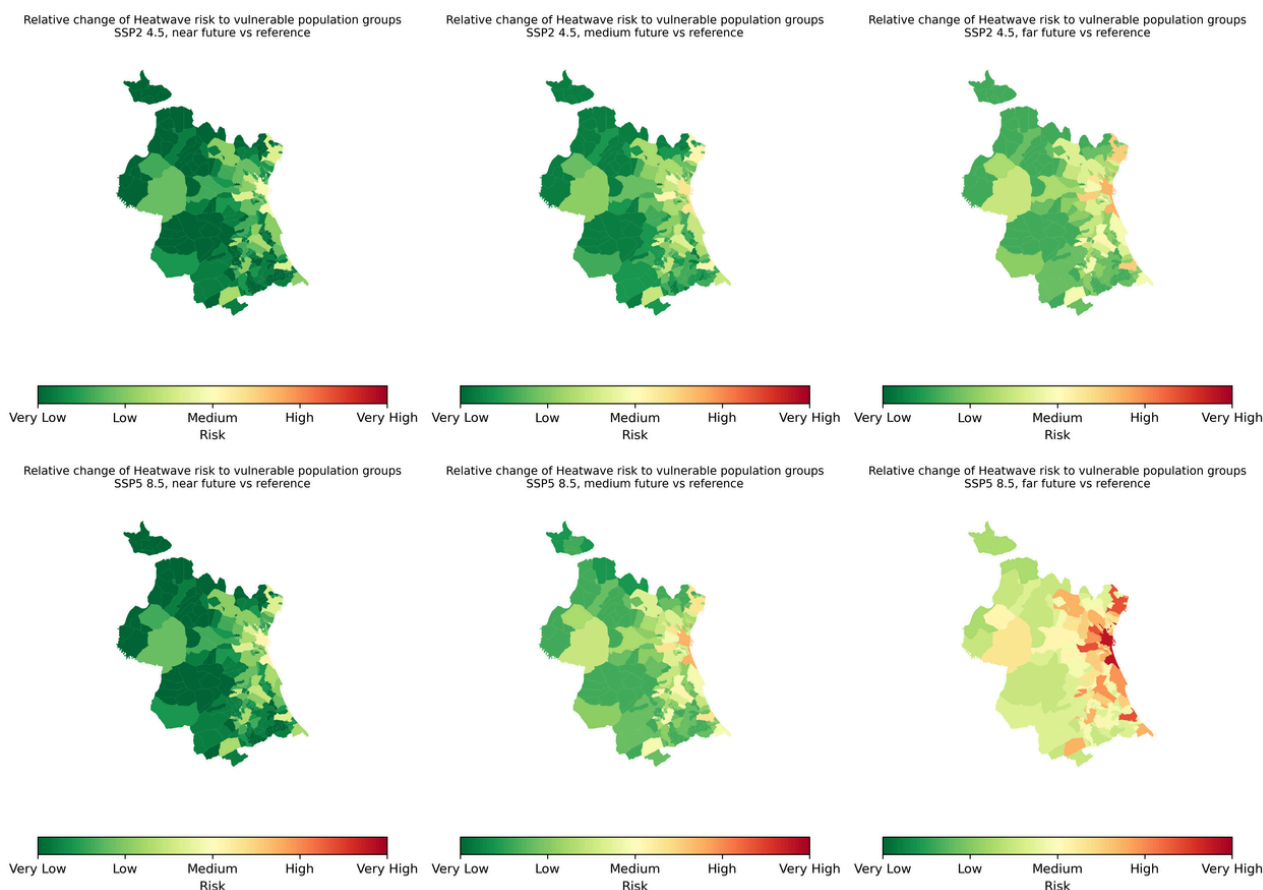 Relative change of Heatwave risk to vulnerable population groups
SSP2 4.5, near future vs reference
Relative change of Heatwave risk to vulnerable population groups
SSP2 4.5, medium future vs reference
Relative change of Heatwave risk to vulnerable population groups
SSP2 4.5, far future vs reference
Very Low Low Medium High Very High
Risk
Very Low Low Medium High Very High
Risk
Very Low Low Medium High Very High
Risk
Relative change of Heatwave risk to vulnerable population groups
SSP5 8.5, near future vs reference
Relative change of Heatwave risk to vulnerable population groups
SSP5 8.5, medium future vs reference
Relative change of Heatwave risk to vulnerable population groups
SSP5 8.5, far future vs reference
Very Low Low Medium High Very High
Risk
Very Low Low Medium High Very High
Risk
Very Low Low Medium High Very High
Risk